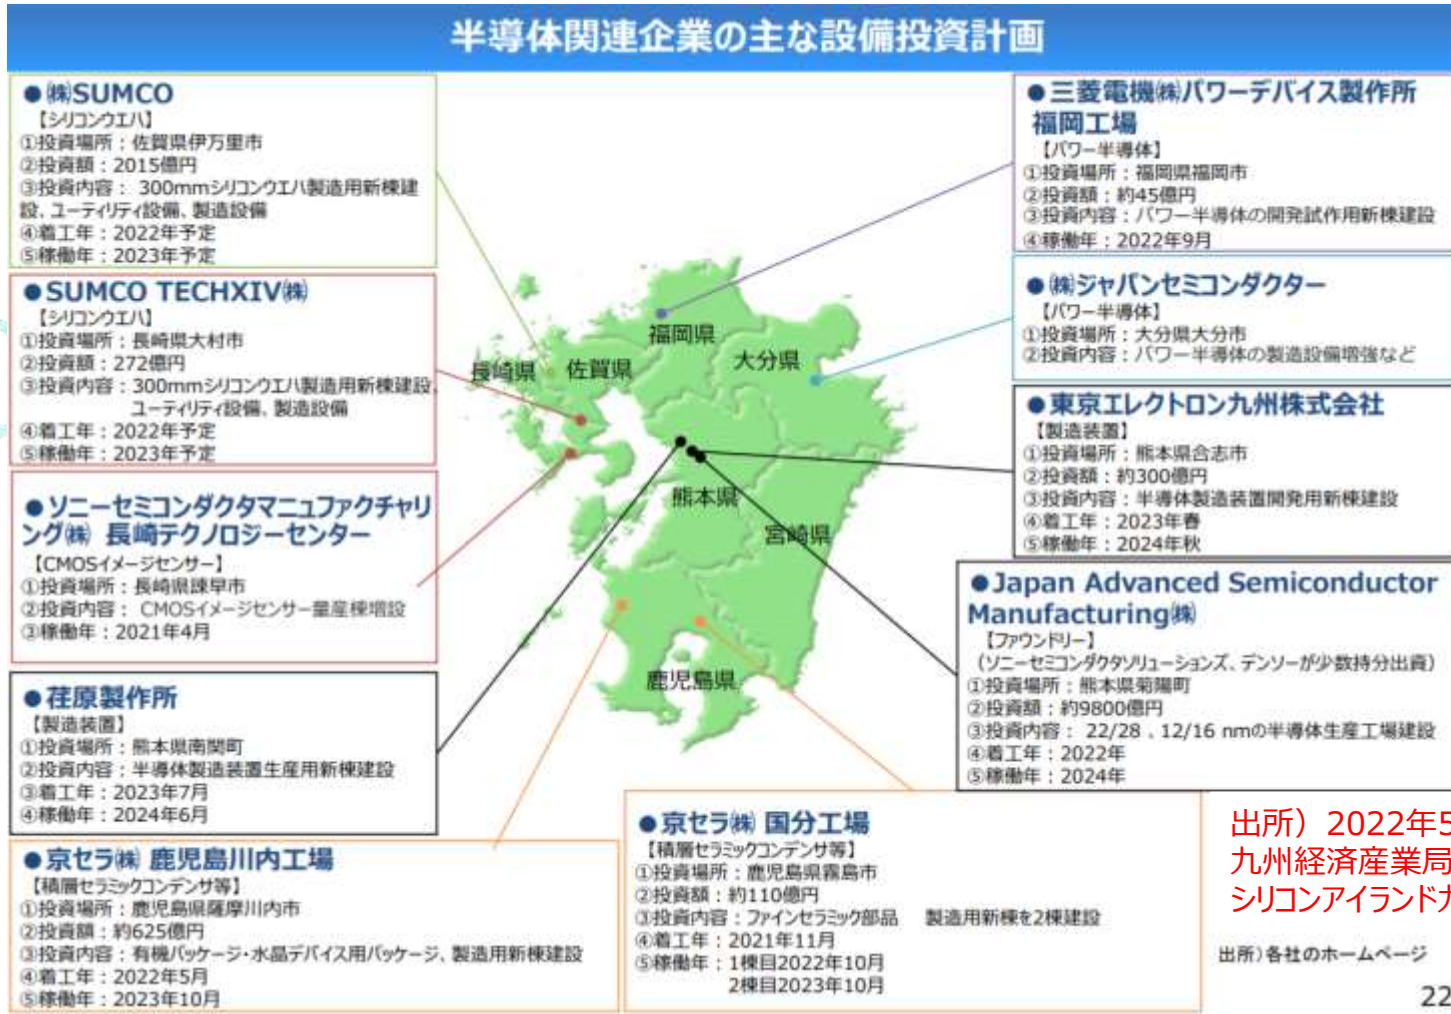 半導体関連企業の主な設備投資計画
●㈱SUMCO
【シリコンウエハ】
①投資場所：佐賀県伊万里市
②投資額：2015億円
③投資内容： 300mmシリコンウエハ製造用新棟建
設、ユーティリティ設備、製造設備
④着工年：2022年予定
⑤稼働年：2023年予定
●SUMCO TECHXIV㈱
【シリコンウエハ】
①投資場所：長崎県大村市
②投資額：272億円
③投資内容：300mmシリコンウエハ製造用新棟建設、
ユーティリティ設備、製造設備
④着工年：2022年予定
⑤稼働年：2023年予定
●ソニーセミコンダクタマニュファクチャリ
ング㈱ 長崎テクノロジーセンター
【CMOSイメージセンサー】
①投資場所：長崎県諫早市
②投資内容： CMOSイメージセンサー量産棟増設
③稼働年：2021年4月
●荏原製作所
【製造装置】
①投資場所：熊本県南関町
②投資内容：半導体製造装置生産用新棟建設
③着工年：2023年7月
④稼働年：2024年6月
●京セラ㈱ 鹿児島川内工場
【積層セラミックコンデンサ等】
①投資場所：鹿児島県薩摩川内市
②投資額：約625億円
③投資内容：有機パッケージ・水晶デバイス用パッケージ、製造用新棟建設
④着工年：2022年5月
⑤稼働年：2023年10月
福岡県
大分県
長崎県
佐賀県
熊本県
宮崎県
鹿児島県
●三菱電機㈱パワーデバイス製作所
福岡工場
【パワー半導体】
①投資場所：福岡県福岡市
②投資額：約45億円
③投資内容：パワー半導体の開発試作用新棟建設
④稼働年：2022年9月
●㈱ジャパンセミコンダクター
【パワー半導体】
①投資場所：大分県大分市
②投資内容：パワー半導体の製造設備増強など
●東京エレクトロン九州株式会社
【製造装置】
①投資場所：熊本県合志市
②投資額：約300億円
③投資内容：半導体製造装置開発用新棟建設
④着工年：2023年春
⑤稼働年：2024年秋
●Japan Advanced Semiconductor
Manufacturing㈱
【ファウンドリー】
（ソニーセミコンダクタソリューションズ、デンソーが少数持分出資）
①投資場所：熊本県菊陽町
②投資額：約9800億円
③投資内容： 22/28 , 12/16 nmの半導体生産工場建設
④着工年：2022年
⑤稼働年：2024年
●京セラ㈱ 国分工場
【積層セラミックコンデンサ等】
①投資場所：鹿児島県霧島市
②投資額：約110億円
③投資内容：ファインセラミック部品　製造用新棟を2棟建設
④着工年：2021年11月
⑤稼働年：1棟目2022年10月
2棟目2023年10月
出所）2022年5
九州経済産業局
シリコンアイランド九
出所）各社のホームページ
22